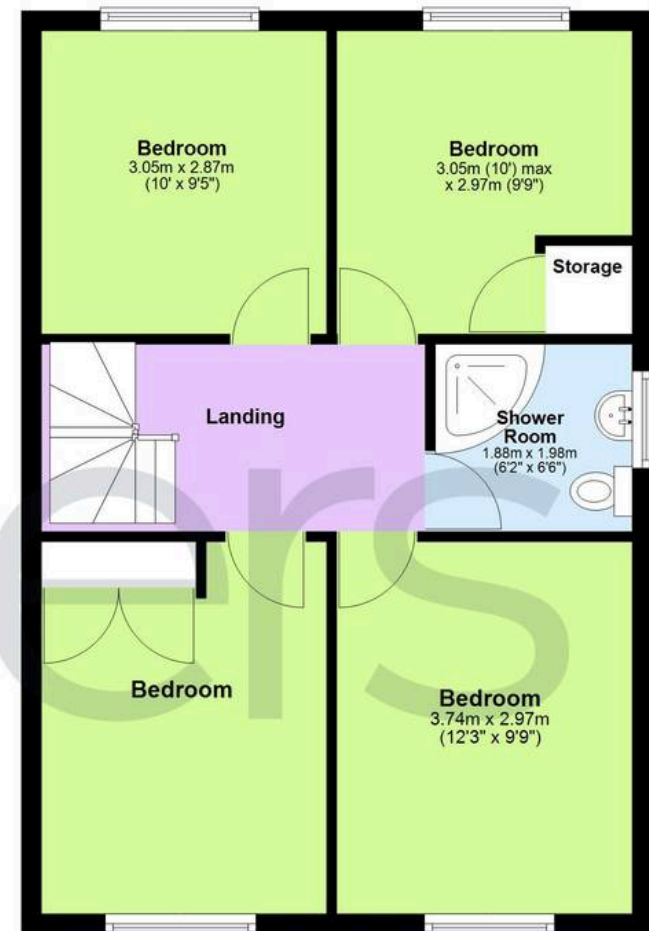 Bedroom
3.05m x 2.87m
(10' x 9'5")
Bedroom
3.05m (10') max
x 2.97m (9'9")
Storage
Landing
Shower
Room
1.88m x 1.98m
(6'2" x 6'6")
Bedroom
Bedroom
3.74m x 2.97m
(12'3" x 9'9")
ers